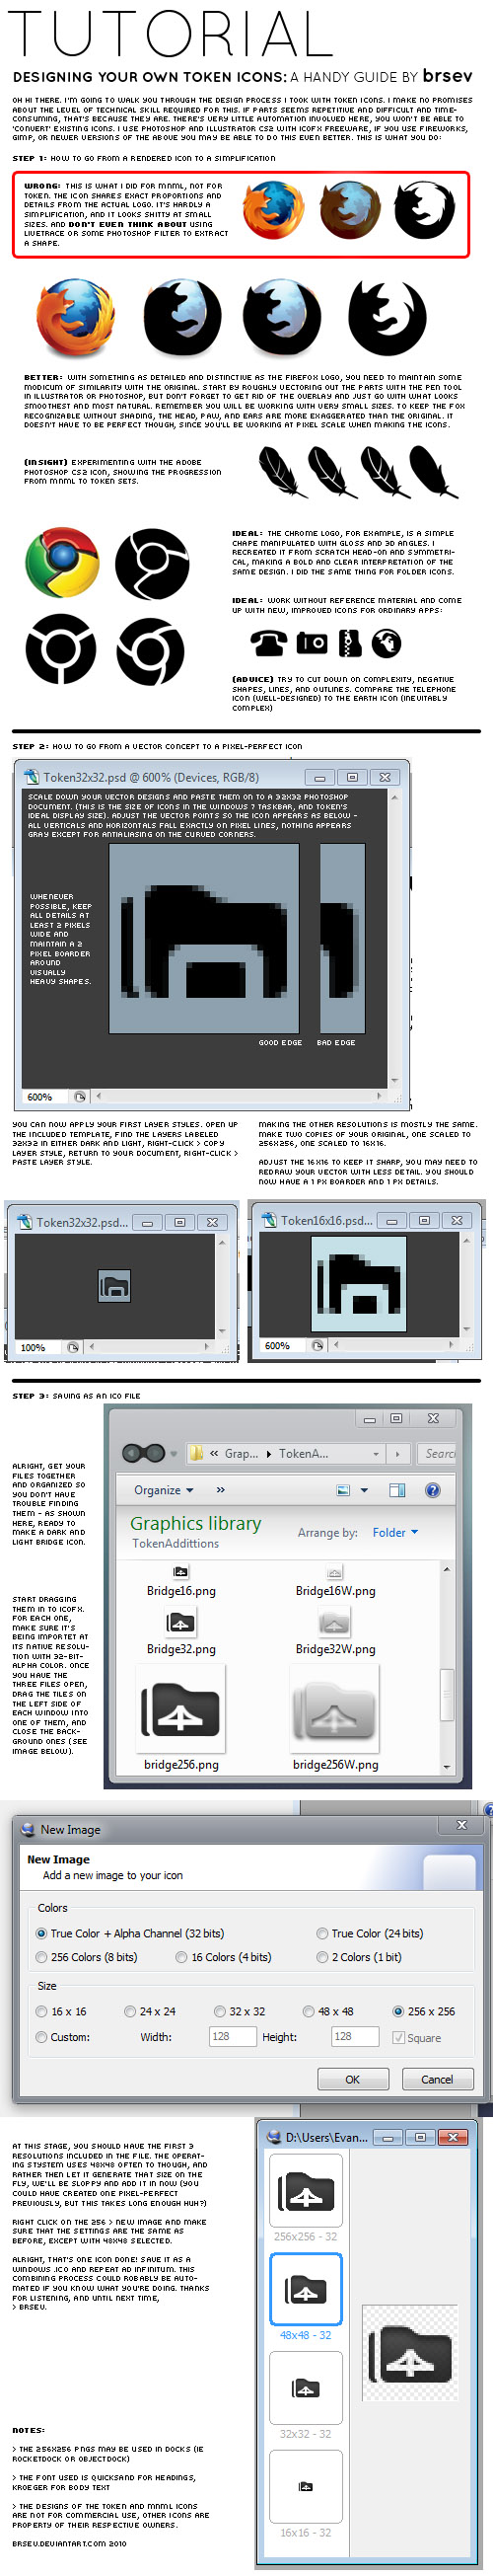 TUTORIAL
DESIGNING YOUR OWN TOKEN ICONS: A HANDY GUIDE BY brsev
OH HI THERE. I'M GOING TO WALK YOU THROUGH THE DESIGN PROCESS I TOOK WITH TOKEN ICONS. I MAKE NO PROMISES
ABOUT THE LEVEL OF TECHNICAL SKILL REQUIRED FOR THIS. IF PARTS SEEMS REPETITIVE AND DIFFICULT AND TIME-
CONSUMING, THAT'S BECAUSE THEY ARE. THERE'S VERY LITTLE AUTOMATION INVOLVED HERE, YOU WON'T BE ABLE TO
'CONVERT' EXISTING ICONS. I USE PHOTOSHOP AND ILLUSTRATOR CS2 WITH ICOFX FREEWARE, IF YOU USE FIREWORKS,
GIMP, OR NEWER VERSIONS OF THE ABOVE YOU MAY BE ABLE TO DO THIS EVEN BETTER. THIS IS WHAT YOU DO:
STEP 1: HOW TO GO FROM A RENDERED ICON TO A SIMPLIFICATION
WRONG: THIS IS WHAT I DID FOR MNML, NOT FOR
TOKEN. THE ICON SHARES EXACT PROPORTIONS AND
DETAILS FROM THE ACTUAL LOGO. IT'S HARDLY A
SIMPLIFICATION, AND IT LOOKS SHITTY AT SMALL
SIZES. AND DON'T EVEN THINK ABOUT USING
LIVETRACE OR SOME PHOTOSHOP FILTER TO EXTRACT
A SHAPE.
BETTER: WITH SOMETHING AS DETAILED AND DISTINCTIVE AS THE FIREFOX LOGO, YOU NEED TO MAINTAIN SOME
MODICUM OF SIMILARITY WITH THE ORIGINAL. START BY ROUGHLY VECTORING OUT THE PARTS WITH THE PEN TOOL
IN ILLUSTRATOR OR PHOTOSHOP, BUT DON'T FORGET TO GET RID OF THE OVERLAY AND JUST GO WITH WHAT LOOKS
SMOOTHEST AND MOST NATURAL. REMEMBER YOU WILL BE WORKING WITH VERY SMALL SIZES. TO KEEP THE FOX
RECOGNIZABLE WITHOUT SHADING, THE HEAD, PAW, AND EARS ARE MORE EXAGGERATED THAN THE ORIGINAL. IT
DOESN'T HAVE TO BE PERFECT THOUGH, SINCE YOU'LL BE WORKING AT PIXEL SCALE WHEN MAKING THE ICONS.
(INSIGHT) EXPERIMENTING WITH THE ADOBE
PHOTOSHOP CS2 ICON, SHOWING THE PROGRESSION
FROM MNML TO TOKEN SETS.
IDEAL: THE CHROME LOGO, FOR EXAMPLE, IS A SIMPLE
CHAPE MANIPULATED WITH GLOSS AND 3D ANGLES. I
RECREATED IT FROM SCRATCH HEAD-ON AND SYMMETRI-
CAL, MAKING A BOLD AND CLEAR INTERPRETATION OF THE
SAME DESIGN. I DID THE SAME THING FOR FOLDER ICONS.
IDEAL: WORK WITHOUT REFERENCE MATERIAL AND COME
UP WITH NEW, IMPROVED ICONS FOR ORDINARY APPS:
(ADVICE) TRY TO CUT DOWN ON COMPLEXITY, NEGATIVE
SHAPES, LINES, AND OUTLINES. COMPARE THE TELEPHONE
ICON (WELL-DESIGNED) TO THE EARTH ICON (INEVITABLY
COMPLEX)
STEP 2: HOW TO GO FROM A VECTOR CONCEPT TO A PIXEL-PERFECT ICON
Token32x32.psd @ 600% (Devices, RGB/8)
SCALE DOWN YOUR VECTOR DESIGNS AND PASTE THEM ON TO A 32X32 PHOTOSHOP
DOCUMENT. (THIS IS THE SIZE OF ICONS IN THE WINDOWS 7 TASKBAR, AND TOKEN'S
IDEAL DISPLAY SIZE). ADJUST THE VECTOR POINTS SO THE ICON APPEARS AS BELOW -
ALL VERTICALS AND HORIZONTALS FALL EXACTLY ON PIXEL LINES, NOTHING APPEARS
GRAY EXCEPT FOR ANTIALIASING ON THE CURVED CORNERS.
WHENEVER
POSSIBLE, KEEP
ALL DETAILS AT
LEAST 2 PIXELS
WIDE AND
MAINTAIN A 2
PIXEL BOARDER
AROUND
VISUALLY
HEAVY SHAPES.
GOOD EDGE BAD EDGE
600%
YOU CAN NOW APPLY YOUR FIRST LAYER STYLES. OPEN UP
THE INCLUDED TEMPLATE, FIND THE LAYERS LABELED
32X32 IN EITHER DARK AND LIGHT, RIGHT-CLICK > COPY
LAYER STYLE, RETURN TO YOUR DOCUMENT, RIGHT-CLICK >
PASTE LAYER STYLE.
MAKING THE OTHER RESOLUTIONS IS MOSTLY THE SAME.
MAKE TWO COPIES OF YOUR ORIGINAL, ONE SCALED TO
256X256, ONE SCALED TO 16X16.
ADJUST THE 16X16 TO KEEP IT SHARP, YOU MAY NEED TO
REDRAW YOUR VECTOR WITH LESS DETAIL. YOU SHOULD
NOW HAVE A 1 PX BOARDER AND 1 PX DETAILS.
Token32x32.psd...
100%
Token16x16.psd...
600%
STEP 3: SAVING AS AN ICO FILE
ALRIGHT, GET YOUR
FILES TOGETHER
AND ORGANIZED SO
YOU DON'T HAVE
TROUBLE FINDING
THEM - AS SHOWN
HERE, READY TO
MAKE A DARK AND
LIGHT BRIDGE ICON.
START DRAGGING
THEM IN TO ICOFX.
FOR EACH ONE,
MAKE SURE IT'S
BEING IMPORTET AT
ITS NATIVE RESOLU-
TION WITH 32-BIT-
ALPHA COLOR. ONCE
YOU HAVE THE
THREE FILES OPEN,
DRAG THE TILES ON
THE LEFT SIDE OF
EACH WINDOW INTO
ONE OF THEM, AND
CLOSE THE BACK-
GROUND ONES (SEE
IMAGE BELOW).
« Grap... TokenA... Searc
Organize »
Graphics library
TokenAddittions
Arrange by: Folder
Bridge16.png Bridge16W.png
Bridge32.png Bridge32W.png
bridge256.png bridge256W.png
New Image
New Image
Add a new image to your icon
Colors
True Color + Alpha Channel (32 bits) True Color (24 bits)
256 Colors (8 bits) 16 Colors (4 bits) 2 Colors (1 bit)
Size
16 x 16 24 x 24 32 x 32 48 x 48 256 x 256
Custom: Width: 128 Height: 128 Square
OK Cancel
AT THIS STAGE, YOU SHOULD HAVE THE FIRST 3
RESOLUTIONS INCLUDED IN THE FILE. THE OPERAT-
ING STYSTEM USES 48X48 OFTEN TO THOUGH, AND
RATHER THEN LET IT GENERATE THAT SIZE ON THE
FLY, WE'LL BE SLOPPY AND ADD IT IN NOW (YOU
COULD HAVE CREATED ONE PIXEL-PERFECT
PREVIOUSLY, BUT THIS TAKES LONG ENOUGH HUH?)
RIGHT CLICK ON THE 256 > NEW IMAGE AND MAKE
SURE THAT THE SETTINGS ARE THE SAME AS
BEFORE, EXCEPT WITH 48X48 SELECTED.
ALRIGHT, THAT'S ONE ICON DONE! SAVE IT AS A
WINDOWS .ICO AND REPEAT AD INFINITUM. THIS
COMBINING PROCESS COULD ROBABLY BE AUTO-
MATED IF YOU KNOW WHAT YOU'RE DOING. THANKS
FOR LISTENING, AND UNTIL NEXT TIME,
> BRSEV.
D:\Users\Evan...
256x256 - 32
48x48 - 32
32x32 - 32
16x16 - 32
NOTES:
> THE 256X256 PNGS MAY BE USED IN DOCKS (IE
ROCKETDOCK OR OBJECTDOCK)
> THE FONT USED IS QUICKSAND FOR HEADINGS,
KROEGER FOR BODY TEXT
> THE DESIGNS OF THE TOKEN AND MNML ICONS
ARE NOT FOR COMMERCIAL USE, OTHER ICONS ARE
PROPERTY OF THEIR RESPECTIVE OWNERS.
BRSEV.DEVIANTART.COM 2010